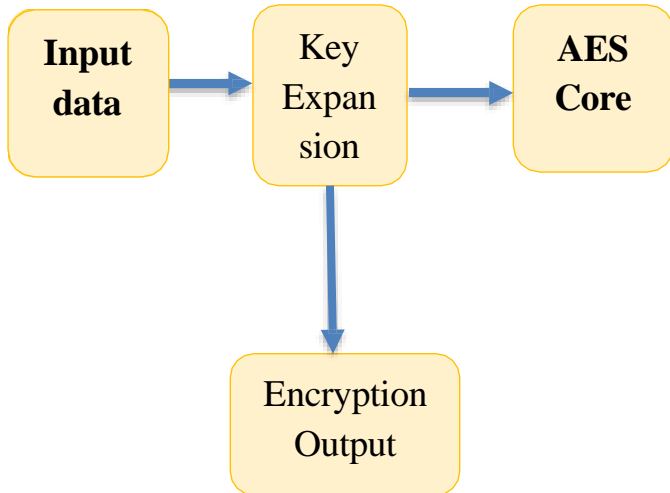 Input
data
Key
Expan
sion
AES
Core
Encryption
Output